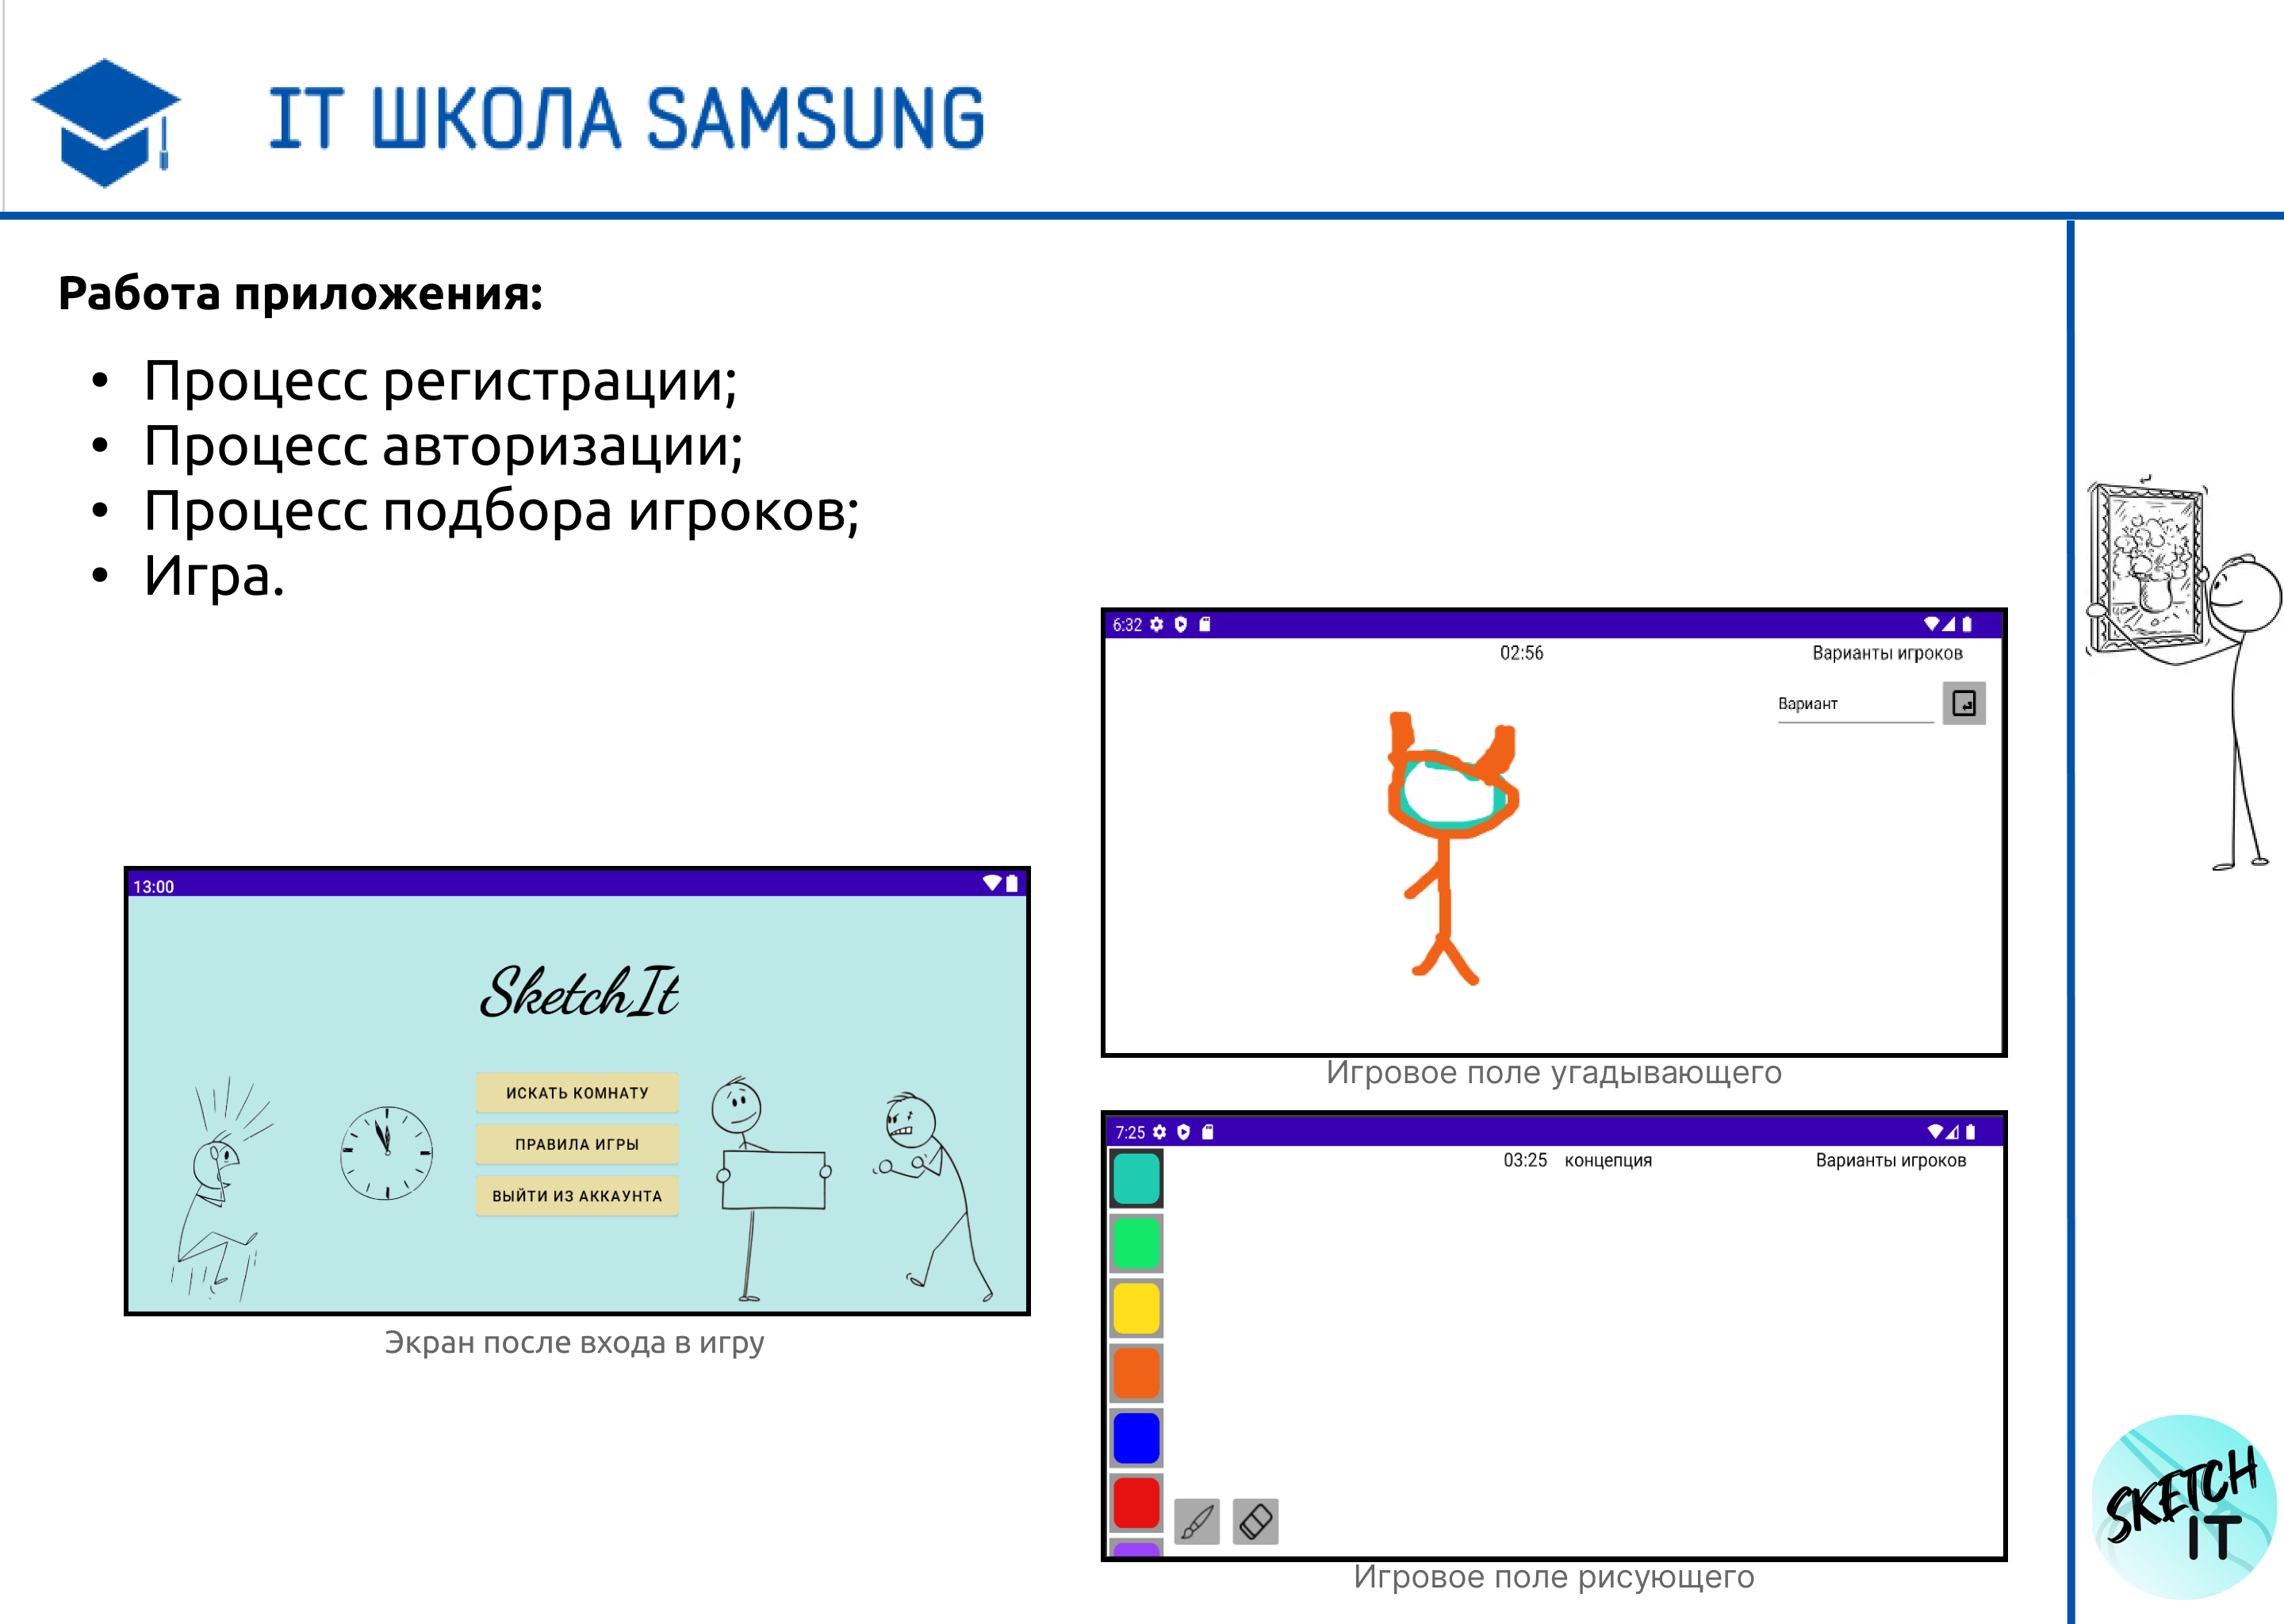 IT ШКОЛА SAMSUNG
Работа приложения:
• Процесс регистрации;
• Процесс авторизации;
• Процесс подбора игроков;
• Игра.
13:00
SketchIt
ИСКАТЬ КОМНАТУ
ПРАВИЛА ИГРЫ
ВЫЙТИ ИЗ АККАУНТА
Экран после входа в игру
6:32
02:56 Варианты игроков
Вариант
Игровое поле угадывающего
7:25
03:25 концепция Варианты игроков
Игровое поле рисующего
SKETCH
IT